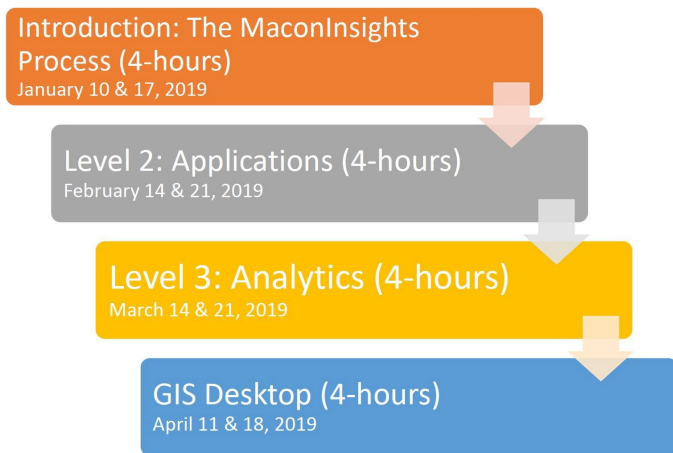 Introduction: The MaconInsights
Process (4-hours)
January 10 & 17, 2019
Level 2: Applications (4-hours)
February 14 & 21, 2019
Level 3: Analytics (4-hours)
March 14 & 21, 2019
GIS Desktop (4-hours)
April 11 & 18, 2019